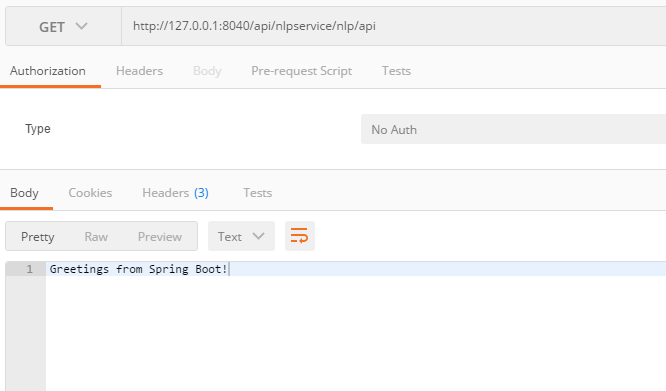 GET http://127.0.0.1:8040/api/nlpservice/nlp/api
Authorization Headers Body Pre-request Script Tests
Type No Auth
Body Cookies Headers (3) Tests
Pretty Raw Preview Text
1 Greetings from Spring Boot!